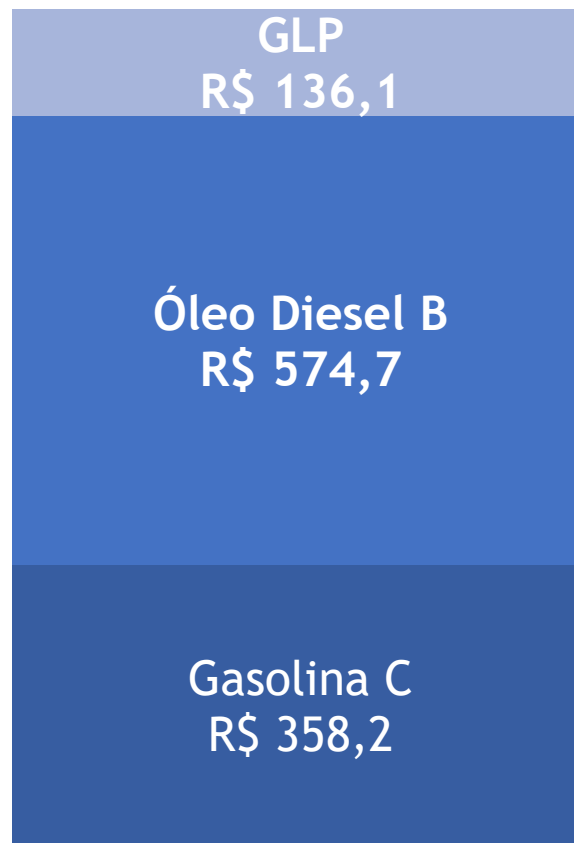 GLP
R$ 136,1
Óleo Diesel B
R$ 574,7
Gasolina C
R$ 358,2